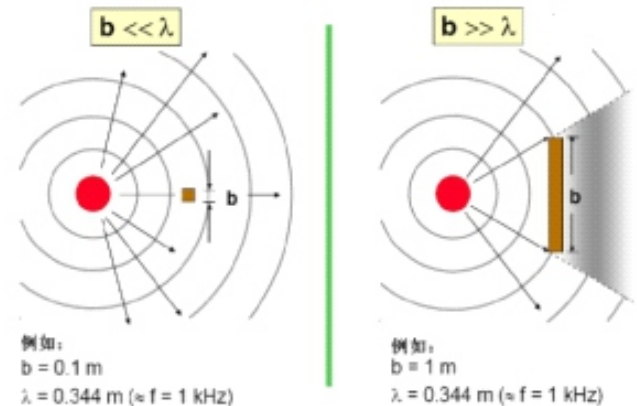 b << λ
b
例如：
b = 0.1 m
λ = 0.344 m (≈ f = 1 kHz)
b >> λ
b
例如：
b = 1 m
λ = 0.344 m (≈ f = 1 kHz)